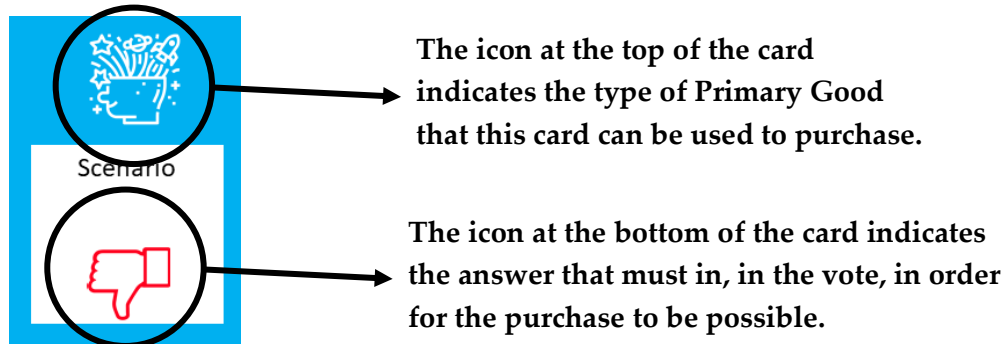 The icon at the top of the card
indicates the type of Primary Good
that this card can be used to purchase.
Scenario
The icon at the bottom of the card indicates
the answer that must in, in the vote, in order
for the purchase to be possible.